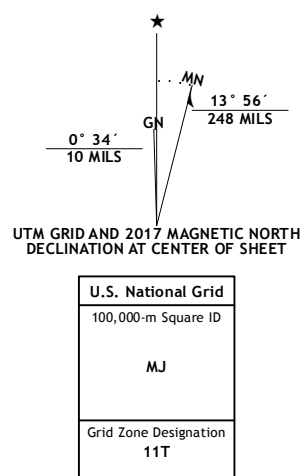 ★
MN
GN
13° 56´
248 MILS
0° 34´
10 MILS
UTM GRID AND 2017 MAGNETIC NORTH
DECLINATION AT CENTER OF SHEET
U.S. National Grid
100,000-m Square ID
MJ
Grid Zone Designation
11T